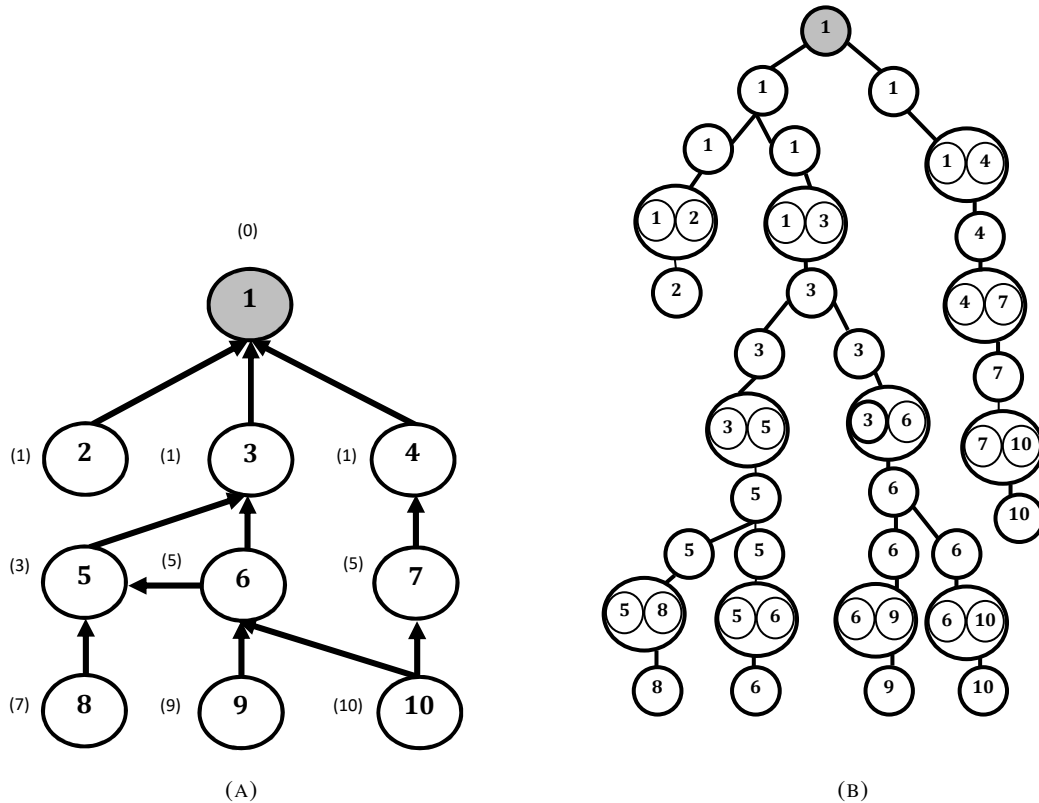 (0)
1
(1) 2 (1) 3 (1) 4
(3) 5 (5) 6 (5) 7
(7) 8 (9) 9 (10) 10
(A)
1
1 1
1 1 1 4
1 2 1 3 4
2 3 4 7
3 3 7
3 5 3 6 7 10
5 6 10
5 5 6 6
5 8 5 6 6 9 6 10
8 6 9 10
(B)